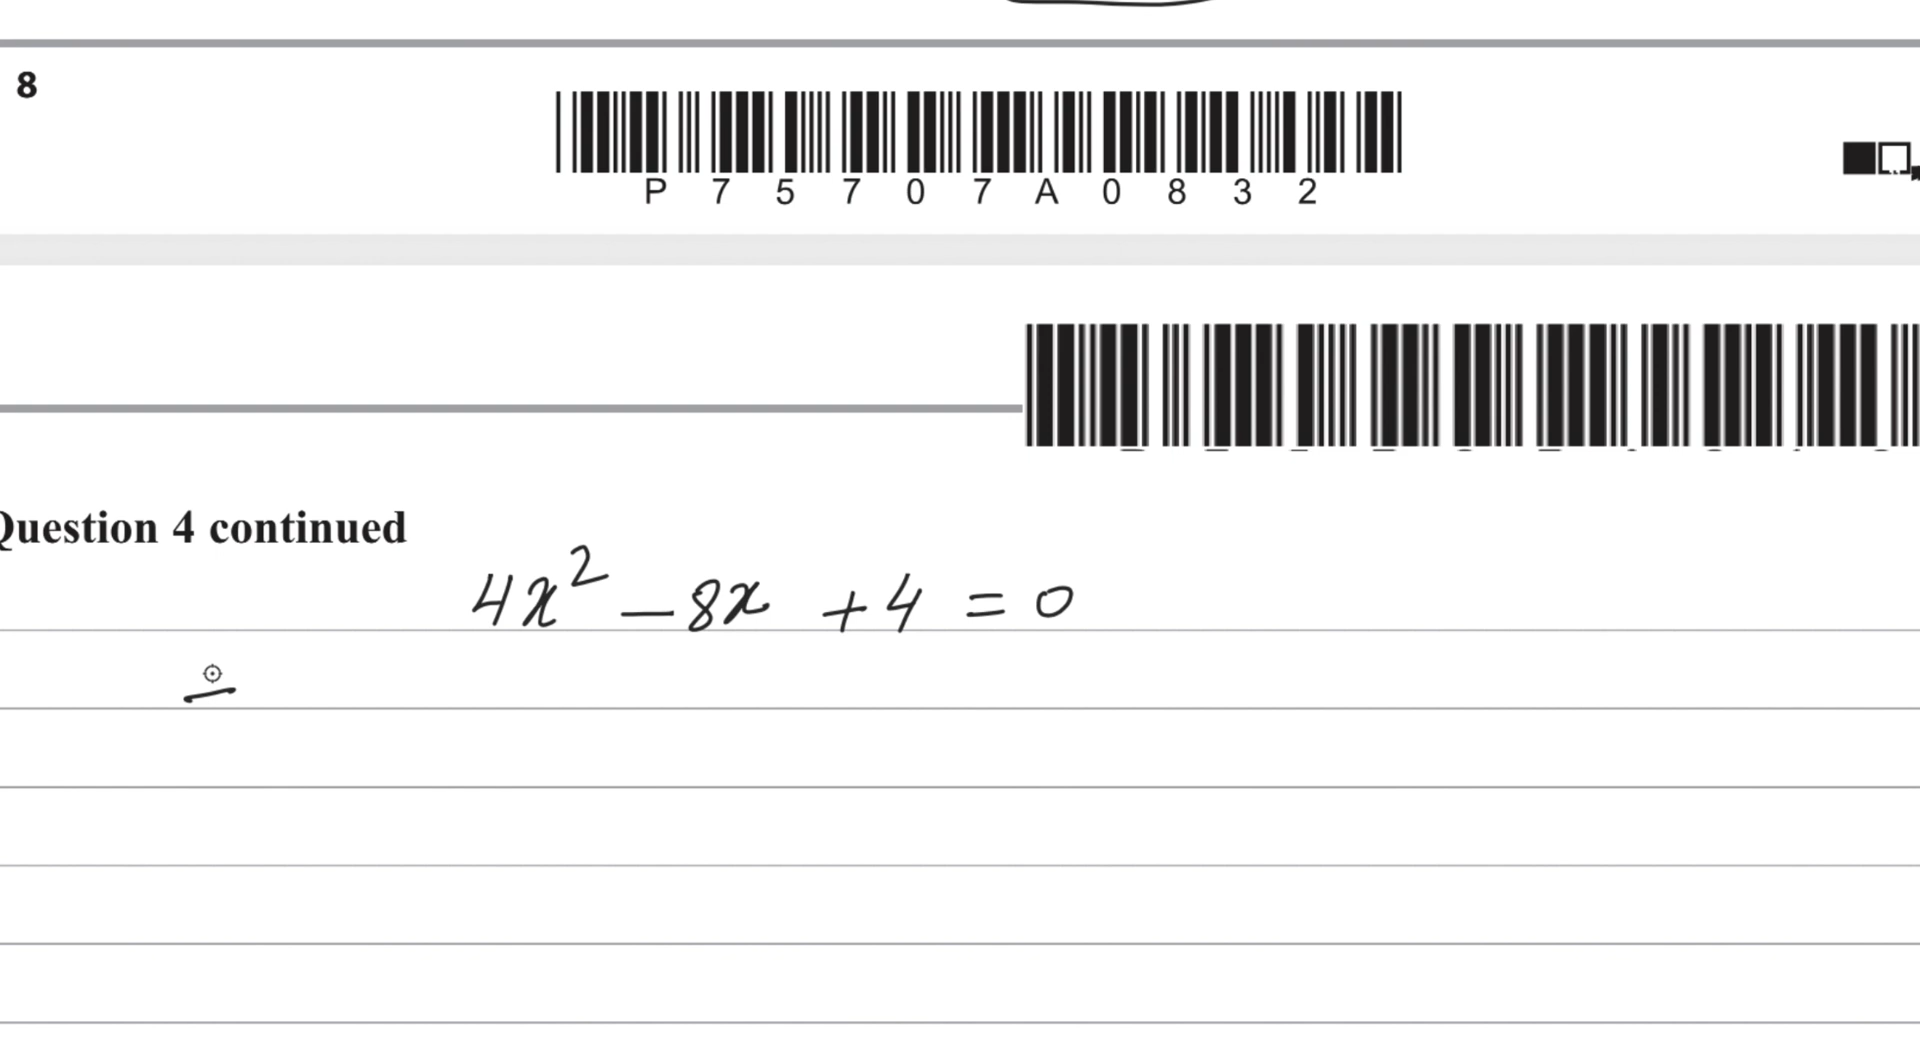 8
P 7 5 7 0 7 A 0 8 3 2
Question 4 continued
4x² – 8x + 4 = 0